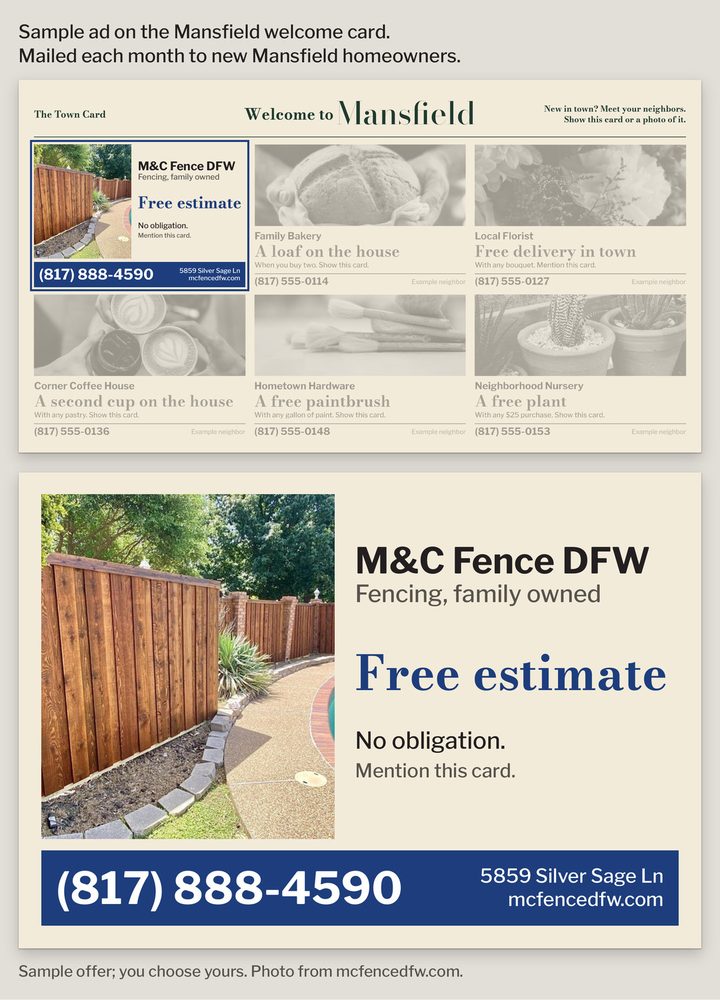 Sample ad on the Mansfield welcome card.
Mailed each month to new Mansfield homeowners.
The Town Card
Welcome to Mansfield
New in town? Meet your neighbors.
Show this card or a photo of it.
M&C Fence DFW
Fencing, family owned
Free estimate
No obligation.
Mention this card.
(817) 888-4590
5859 Silver Sage Ln
mcfencedfw.com
Family Bakery
A loaf on the house
When you buy two. Show this card.
(817) 555-0114
Example neighbor
Local Florist
Free delivery in town
With any bouquet. Mention this card.
(817) 555-0127
Example neighbor
Corner Coffee House
A second cup on the house
With any pastry. Show this card.
(817) 555-0136
Example neighbor
Hometown Hardware
A free paintbrush
With any gallon of paint. Show this card.
(817) 555-0148
Example neighbor
Neighborhood Nursery
A free plant
With any $25 purchase. Show this card.
(817) 555-0153
Example neighbor
M&C Fence DFW
Fencing, family owned
Free estimate
No obligation.
Mention this card.
(817) 888-4590
5859 Silver Sage Ln
mcfencedfw.com
Sample offer; you choose yours. Photo from mcfencedfw.com.